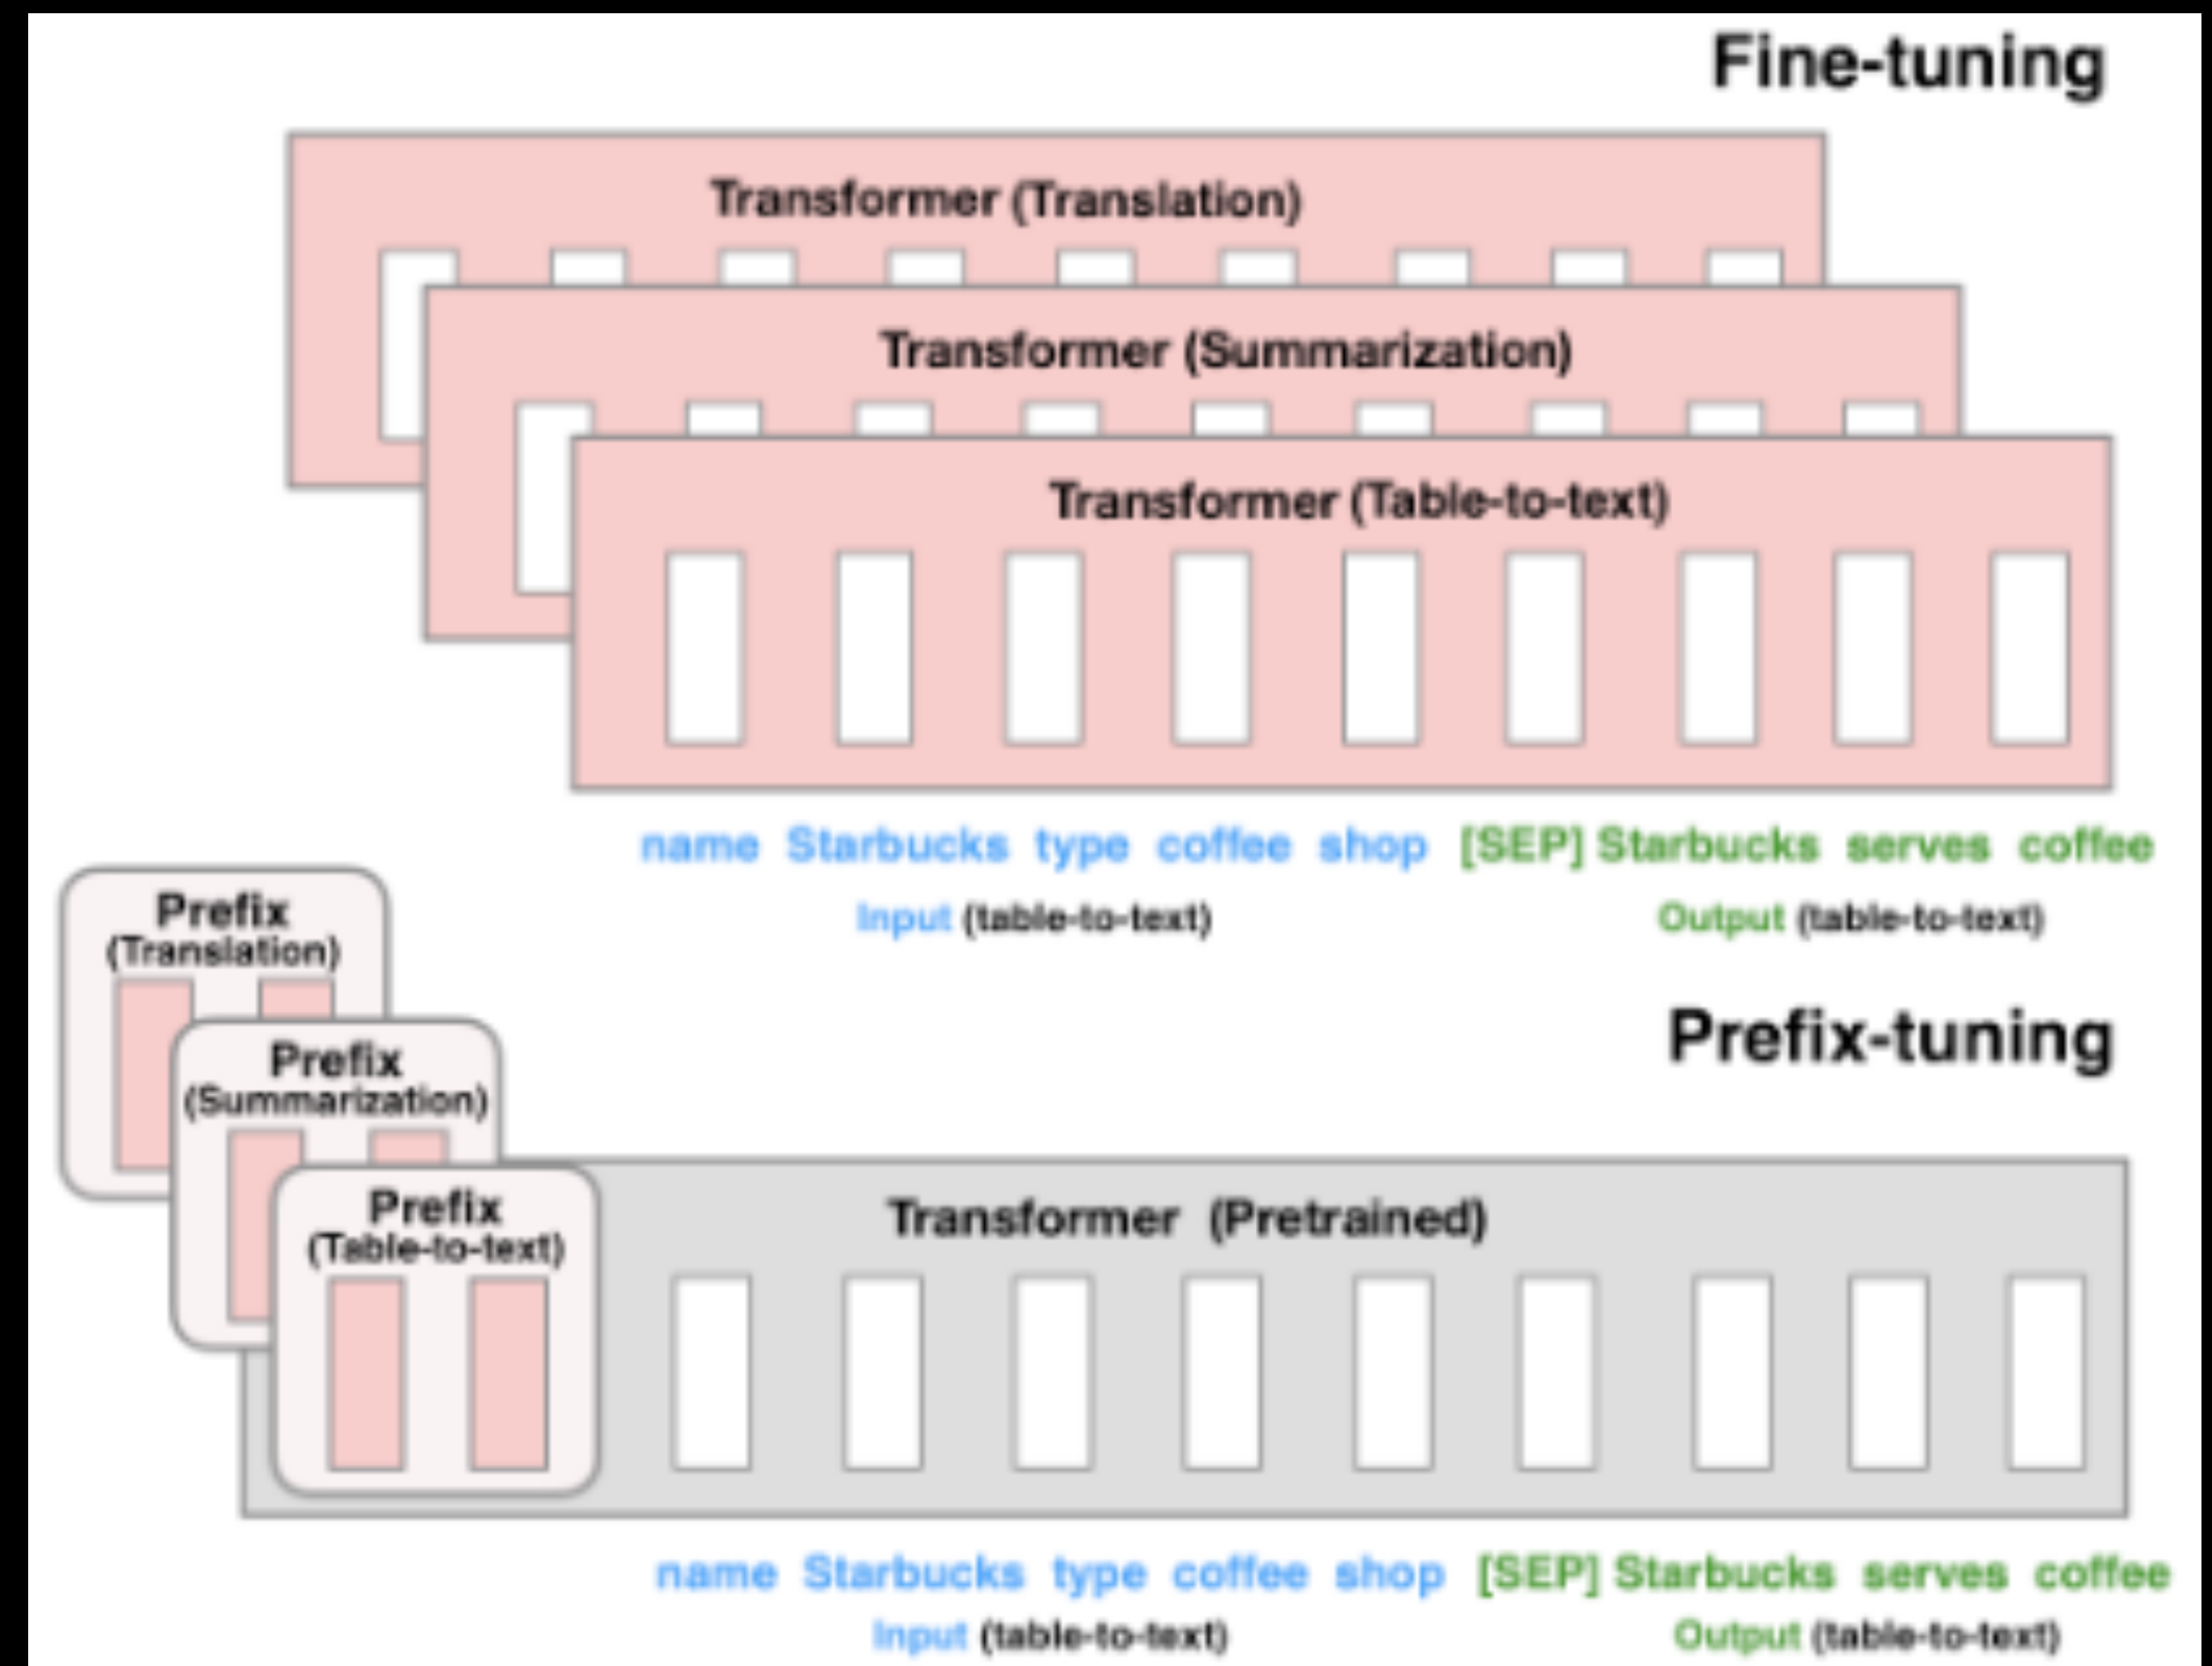 Fine-tuning
Transformer (Translation)
Transformer (Summarization)
Transformer (Table-to-text)
name Starbucks type coffee shop [SEP] Starbucks serves coffee
Input (table-to-text) Output (table-to-text)
Prefix
(Translation)
Prefix-tuning
Prefix
(Summarization)
Prefix
(Table-to-text)
Transformer (Pretrained)
name Starbucks type coffee shop [SEP] Starbucks serves coffee
Input (table-to-text) Output (table-to-text)